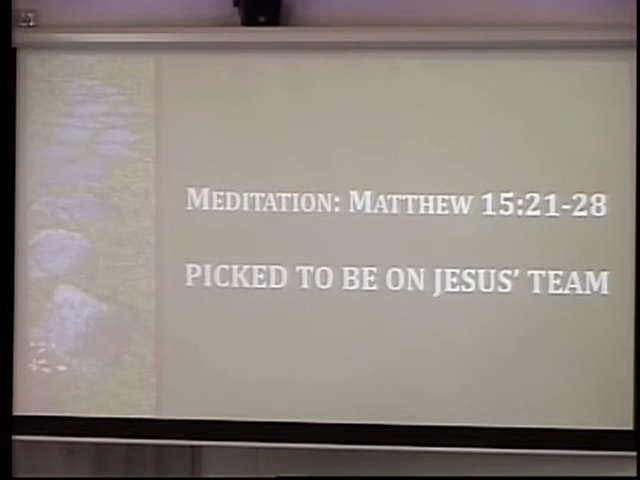 MEDITATION: MATTHEW 15:21-28
PICKED TO BE ON JESUS' TEAM